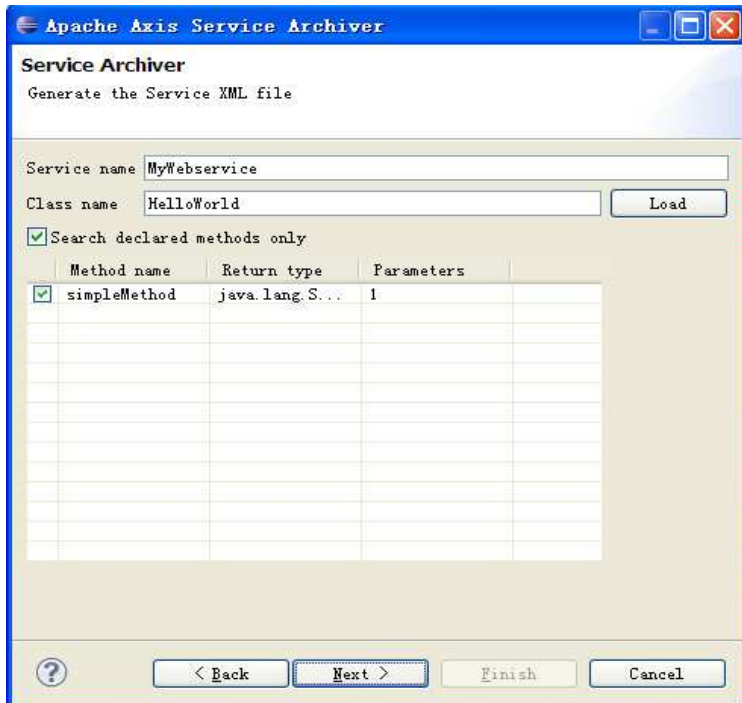 Apache Axis Service Archiver
Service Archiver
Generate the Service XML file
Service name MyWebservice
Class name HelloWorld Load
Search declared methods only
Method name Return type Parameters
simpleMethod java.lang.S... 1
? < Back Next > Finish Cancel